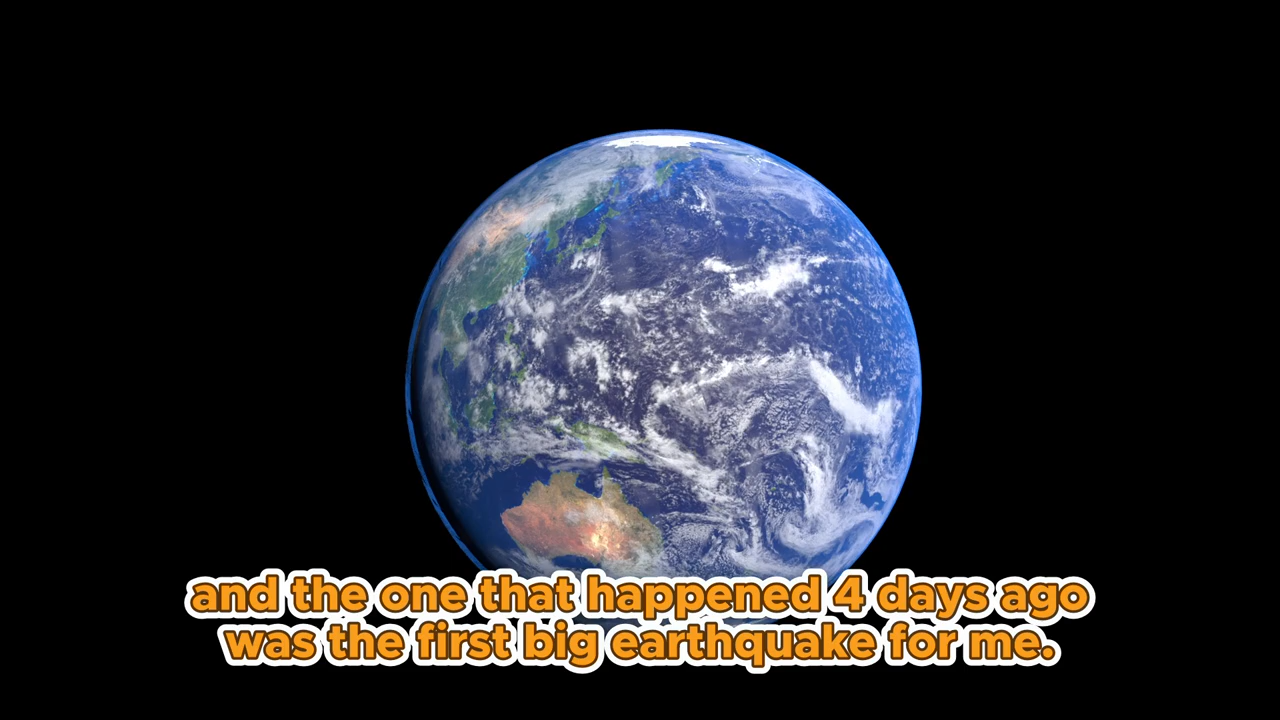 and the one that happened 4 days ago
was the first big earthquake for me.